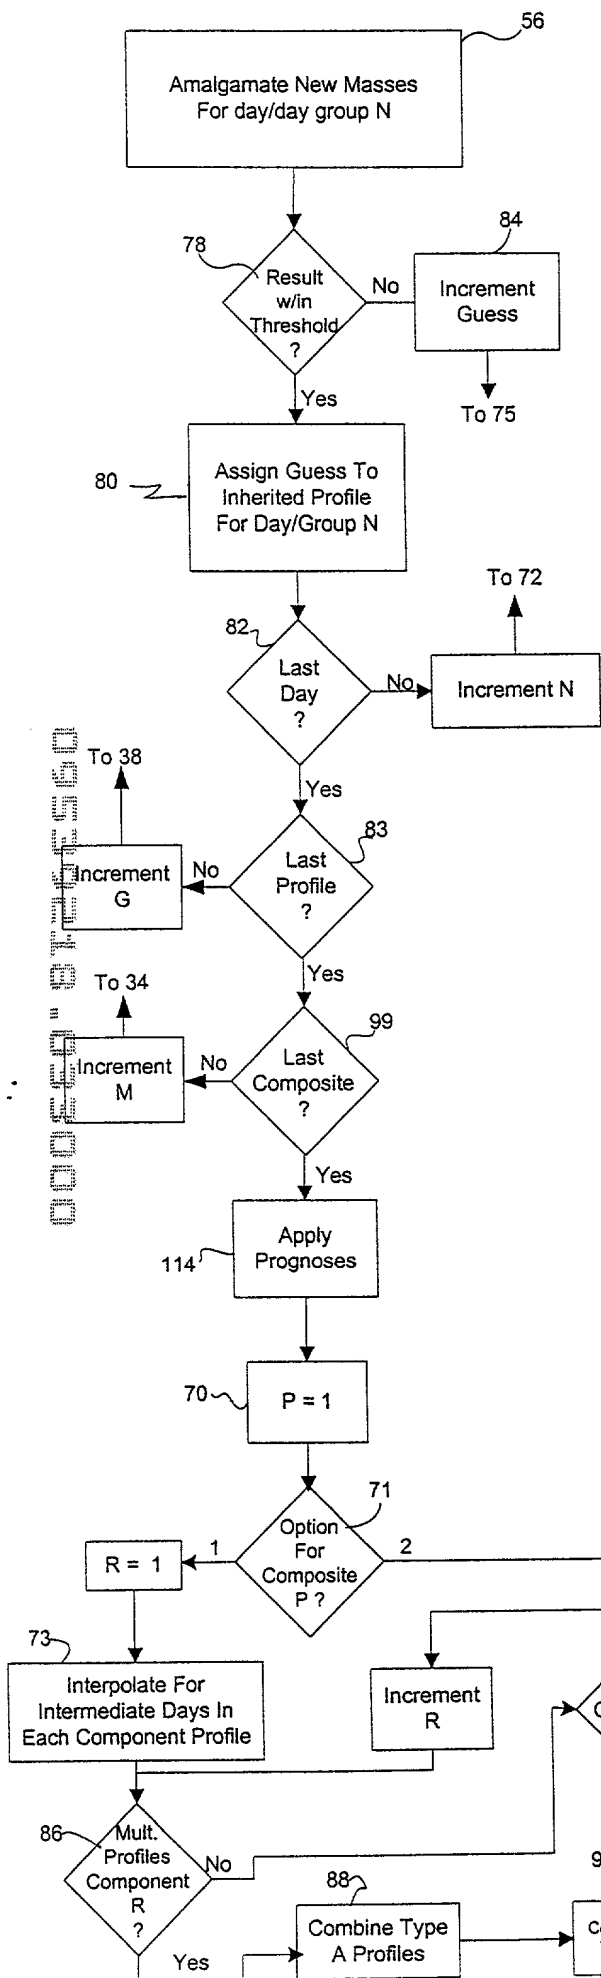 56
Amalgamate New Masses
For day/day group N
78
Result
w/in
Threshold
?
No
84
Increment
Guess
To 75
Yes
80
Assign Guess To
Inherited Profile
For Day/Group N
To 72
82
Last
Day
?
No
Increment N
Yes
To 38
83
Last
Profile
?
No
Increment
G
Yes
To 34
99
Last
Composite
?
No
Increment
M
Yes
114
Apply
Prognoses
70
P = 1
71
Option
For
Composite
P ?
1
2
R = 1
73
Interpolate For
Intermediate Days In
Each Component Profile
Increment
R
86
Mult.
Profiles
Component
R
?
No
Yes
88
Combine Type
A Profiles